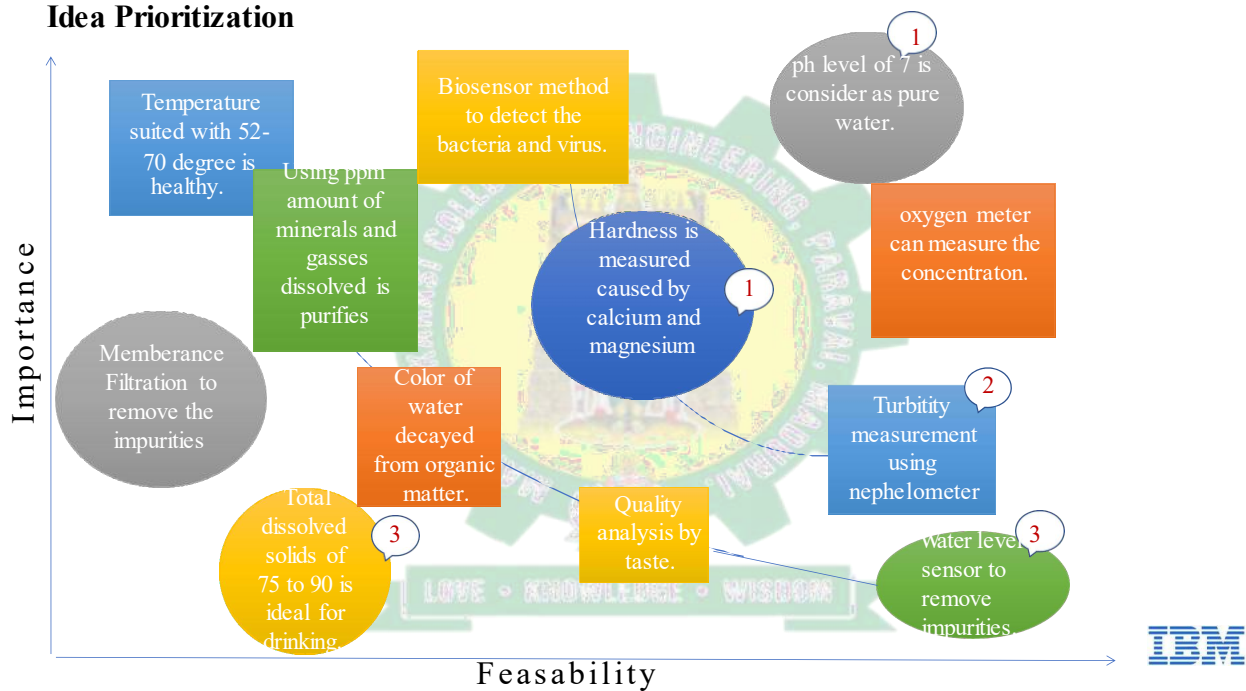 Idea Prioritization
Importance
Temperature
suited with 52-
70 degree is
healthy.
Biosensor method
to detect the
bacteria and virus.
1
ph level of 7 is
consider as pure
water.
Using ppm
amount of
minerals and
gasses
dissolved is
purifies
Hardness is
measured
caused by
calcium and
magnesium
1
oxygen meter
can measure the
concentraton.
Memberance
Filtration to
remove the
impurities
Color of
water
decayed
from organic
matter.
2
Turbitity
measurement
using
nephelometer
Total
dissolved
solids of
75 to 90 is
ideal for
drinking.
3
Quality
analysis by
taste.
3
Water level
sensor to
remove
impurities.
LOVE • KNOWLEDGE • WISDOM
Feasability
IBM